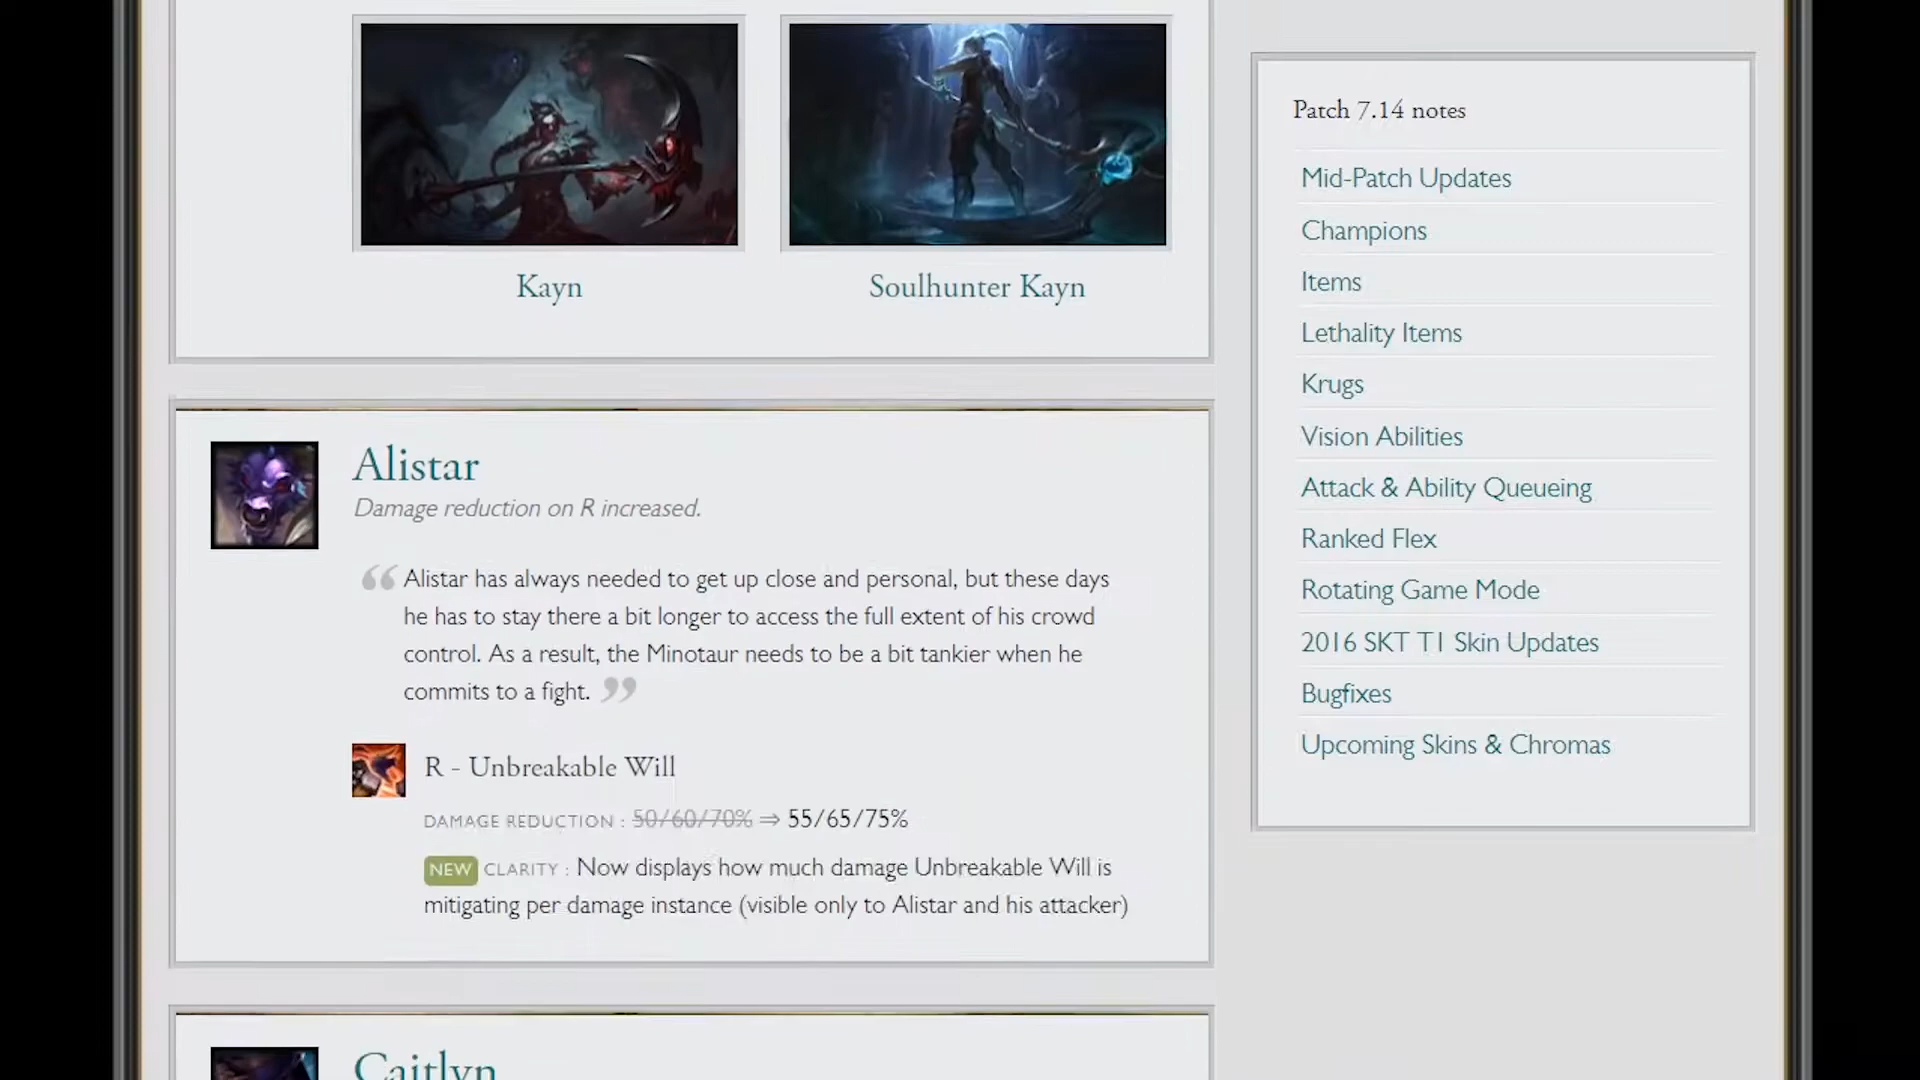 Kayn
Soulhunter Kayn
Alistar
Damage reduction on R increased.
“ Alistar has always needed to get up close and personal, but these days
he has to stay there a bit longer to access the full extent of his crowd
control. As a result, the Minotaur needs to be a bit tankier when he
commits to a fight. ”
R - Unbreakable Will
DAMAGE REDUCTION : 50/60/70% ⇒ 55/65/75%
NEW CLARITY : Now displays how much damage Unbreakable Will is
mitigating per damage instance (visible only to Alistar and his attacker)
Caitlyn
Patch 7.14 notes
Mid-Patch Updates
Champions
Items
Lethality Items
Krugs
Vision Abilities
Attack & Ability Queueing
Ranked Flex
Rotating Game Mode
2016 SKT T1 Skin Updates
Bugfixes
Upcoming Skins & Chromas